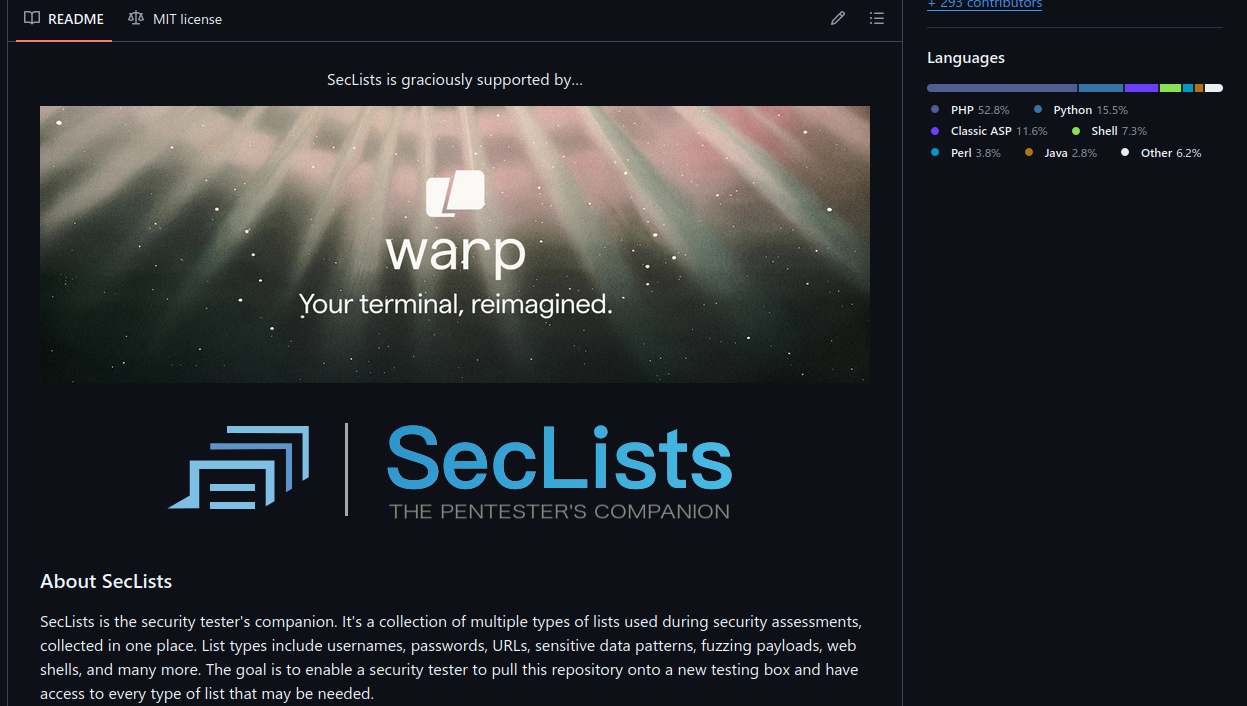 README
MIT license
SecLists is graciously supported by...
warp
Your terminal, reimagined.
SecLists
THE PENTESTER'S COMPANION
About SecLists
SecLists is the security tester's companion. It's a collection of multiple types of lists used during security assessments,
collected in one place. List types include usernames, passwords, URLs, sensitive data patterns, fuzzing payloads, web
shells, and many more. The goal is to enable a security tester to pull this repository onto a new testing box and have
access to every type of list that may be needed.
+ 293 contributors
Languages
PHP 52.8% Python 15.5%
Classic ASP 11.6% Shell 7.3%
Perl 3.8% Java 2.8% Other 6.2%